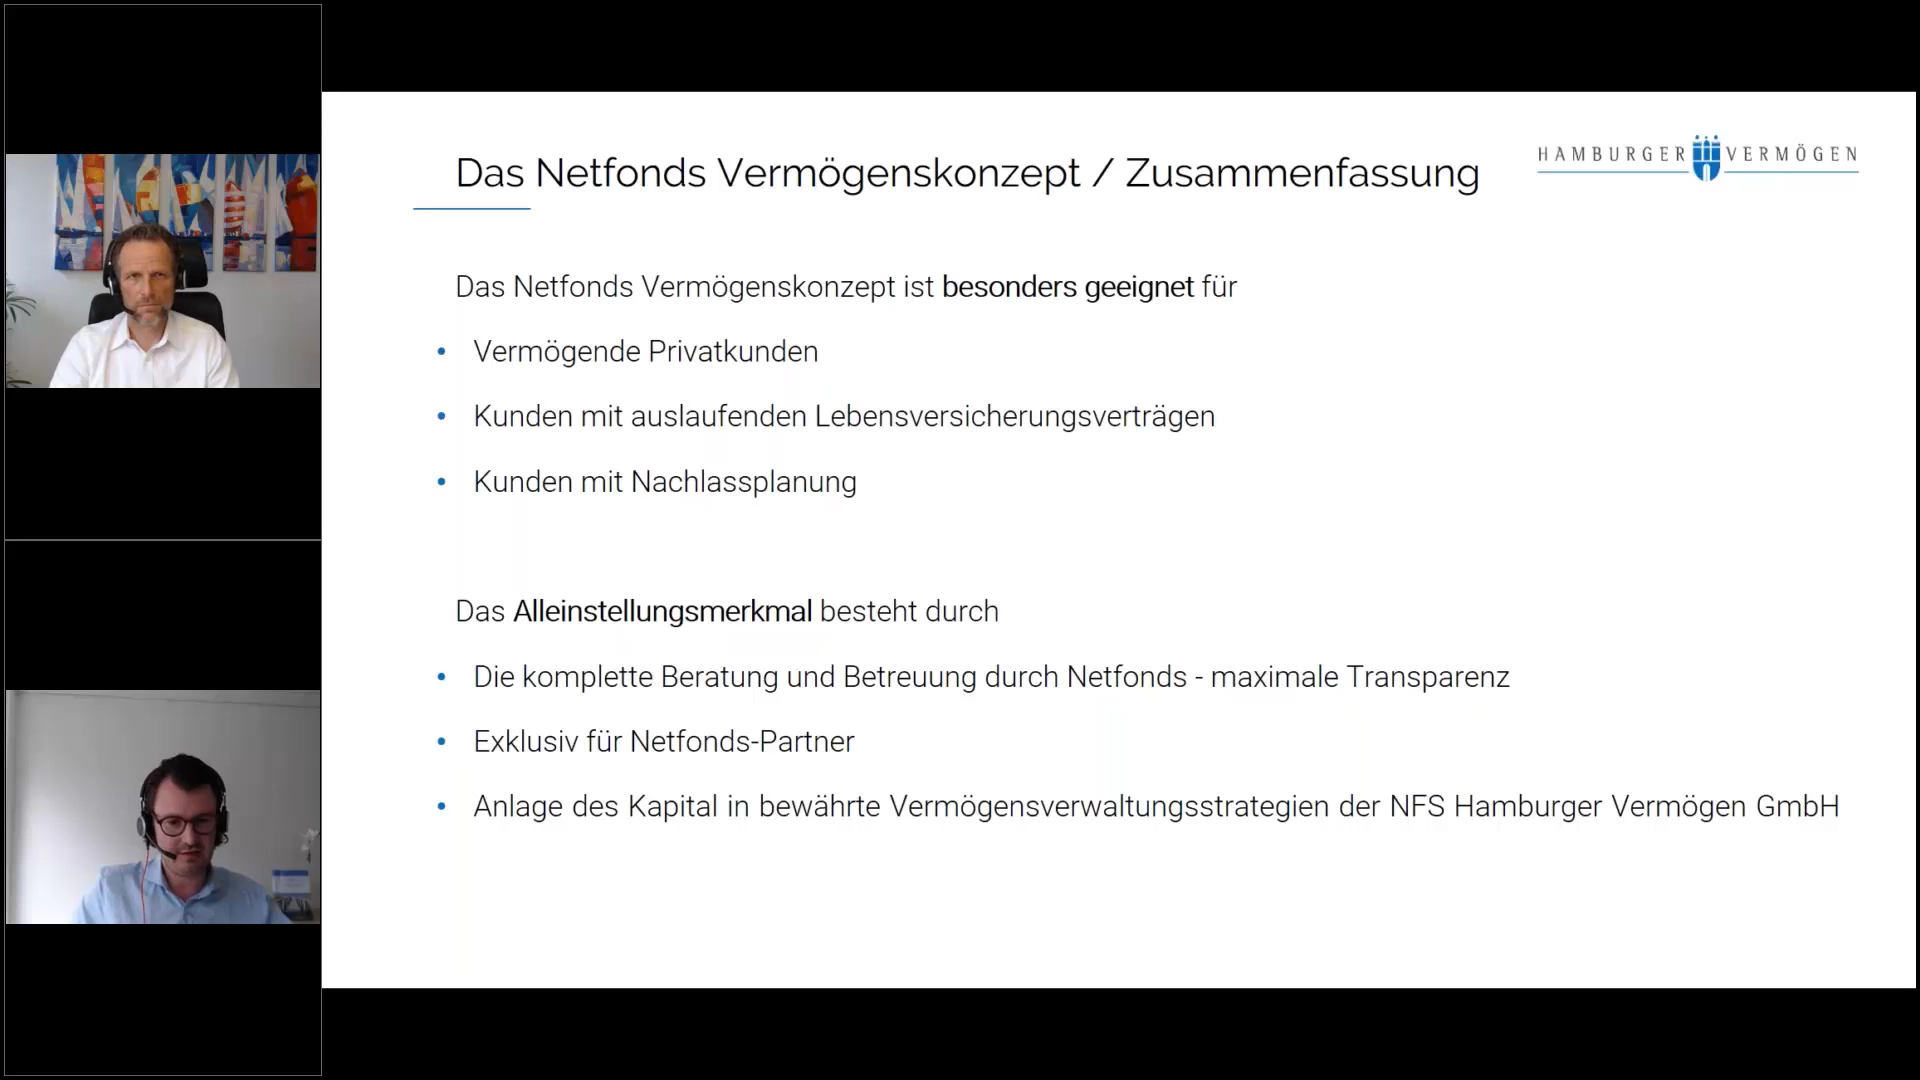 Das Netfonds Vermögenskonzept / Zusammenfassung
HAMBURGER VERMÖGEN
Das Netfonds Vermögenskonzept ist besonders geeignet für
• Vermögende Privatkunden
• Kunden mit auslaufenden Lebensversicherungsverträgen
• Kunden mit Nachlassplanung
Das Alleinstellungsmerkmal besteht durch
• Die komplette Beratung und Betreuung durch Netfonds - maximale Transparenz
• Exklusiv für Netfonds-Partner
• Anlage des Kapital in bewährte Vermögensverwaltungsstrategien der NFS Hamburger Vermögen GmbH